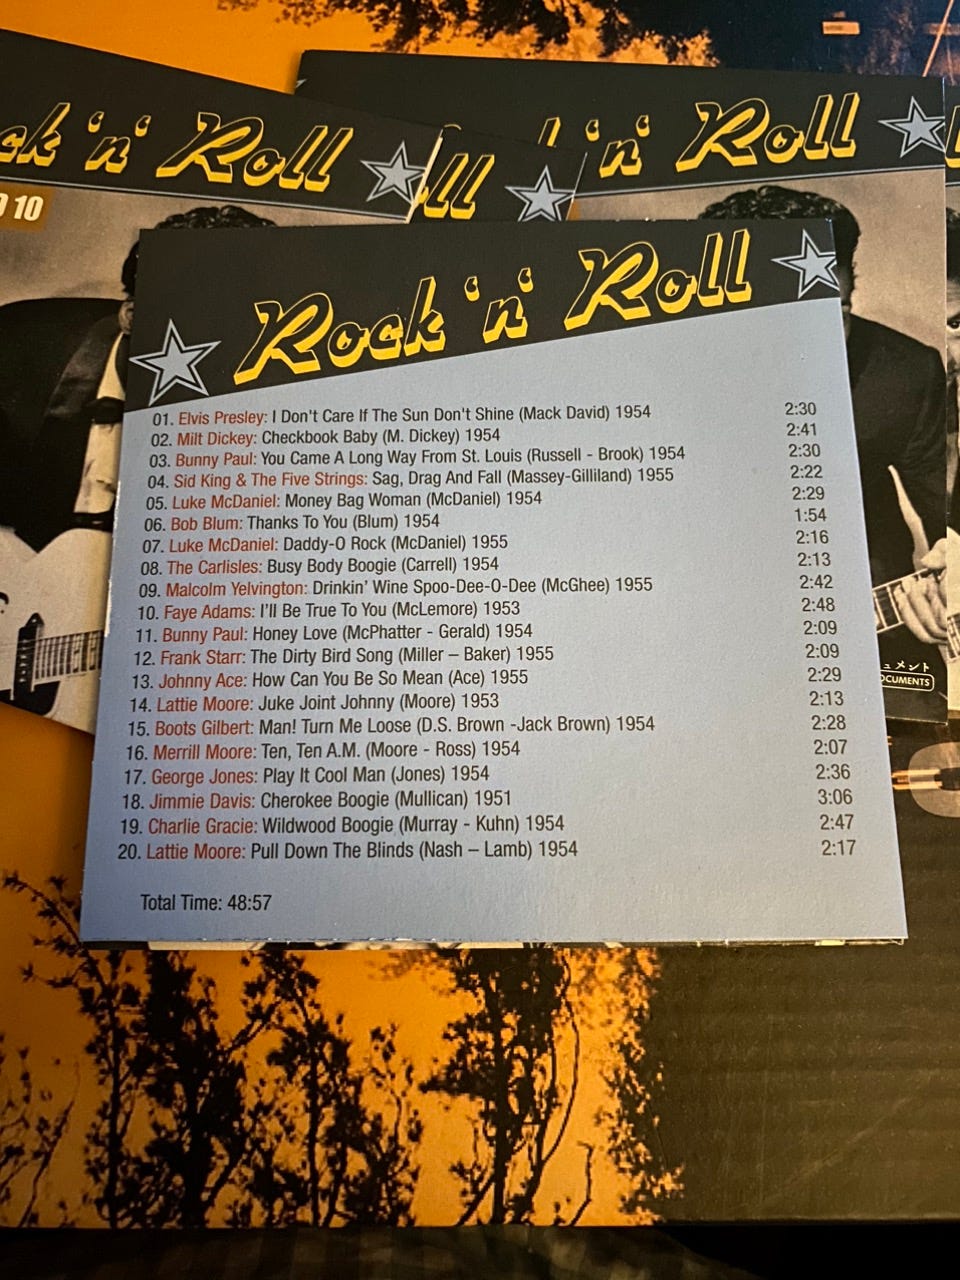 ck 'n' Roll
ll
'n' Roll
10
Rock 'n' Roll
01. Elvis Presley: I Don't Care If The Sun Don't Shine (Mack David) 1954 2:30
02. Milt Dickey: Checkbook Baby (M. Dickey) 1954 2:41
03. Bunny Paul: You Came A Long Way From St. Louis (Russell - Brook) 1954 2:30
04. Sid King & The Five Strings: Sag, Drag And Fall (Massey-Gilliland) 1955 2:22
05. Luke McDaniel: Money Bag Woman (McDaniel) 1954 2:29
06. Bob Blum: Thanks To You (Blum) 1954 1:54
07. Luke McDaniel: Daddy-O Rock (McDaniel) 1955 2:16
08. The Carlisles: Busy Body Boogie (Carrell) 1954 2:13
09. Malcolm Yelvington: Drinkin' Wine Spoo-Dee-O-Dee (McGhee) 1955 2:42
10. Faye Adams: I'll Be True To You (McLemore) 1953 2:48
11. Bunny Paul: Honey Love (McPhatter - Gerald) 1954 2:09
12. Frank Starr: The Dirty Bird Song (Miller – Baker) 1955 2:09
13. Johnny Ace: How Can You Be So Mean (Ace) 1955 2:29
14. Lattie Moore: Juke Joint Johnny (Moore) 1953 2:13
15. Boots Gilbert: Man! Turn Me Loose (D.S. Brown -Jack Brown) 1954 2:28
16. Merrill Moore: Ten, Ten A.M. (Moore - Ross) 1954 2:07
17. George Jones: Play It Cool Man (Jones) 1954 2:36
18. Jimmie Davis: Cherokee Boogie (Mullican) 1951 3:06
19. Charlie Gracie: Wildwood Boogie (Murray - Kuhn) 1954 2:47
20. Lattie Moore: Pull Down The Blinds (Nash – Lamb) 1954 2:17
Total Time: 48:57
ュメント
OCUMENTS